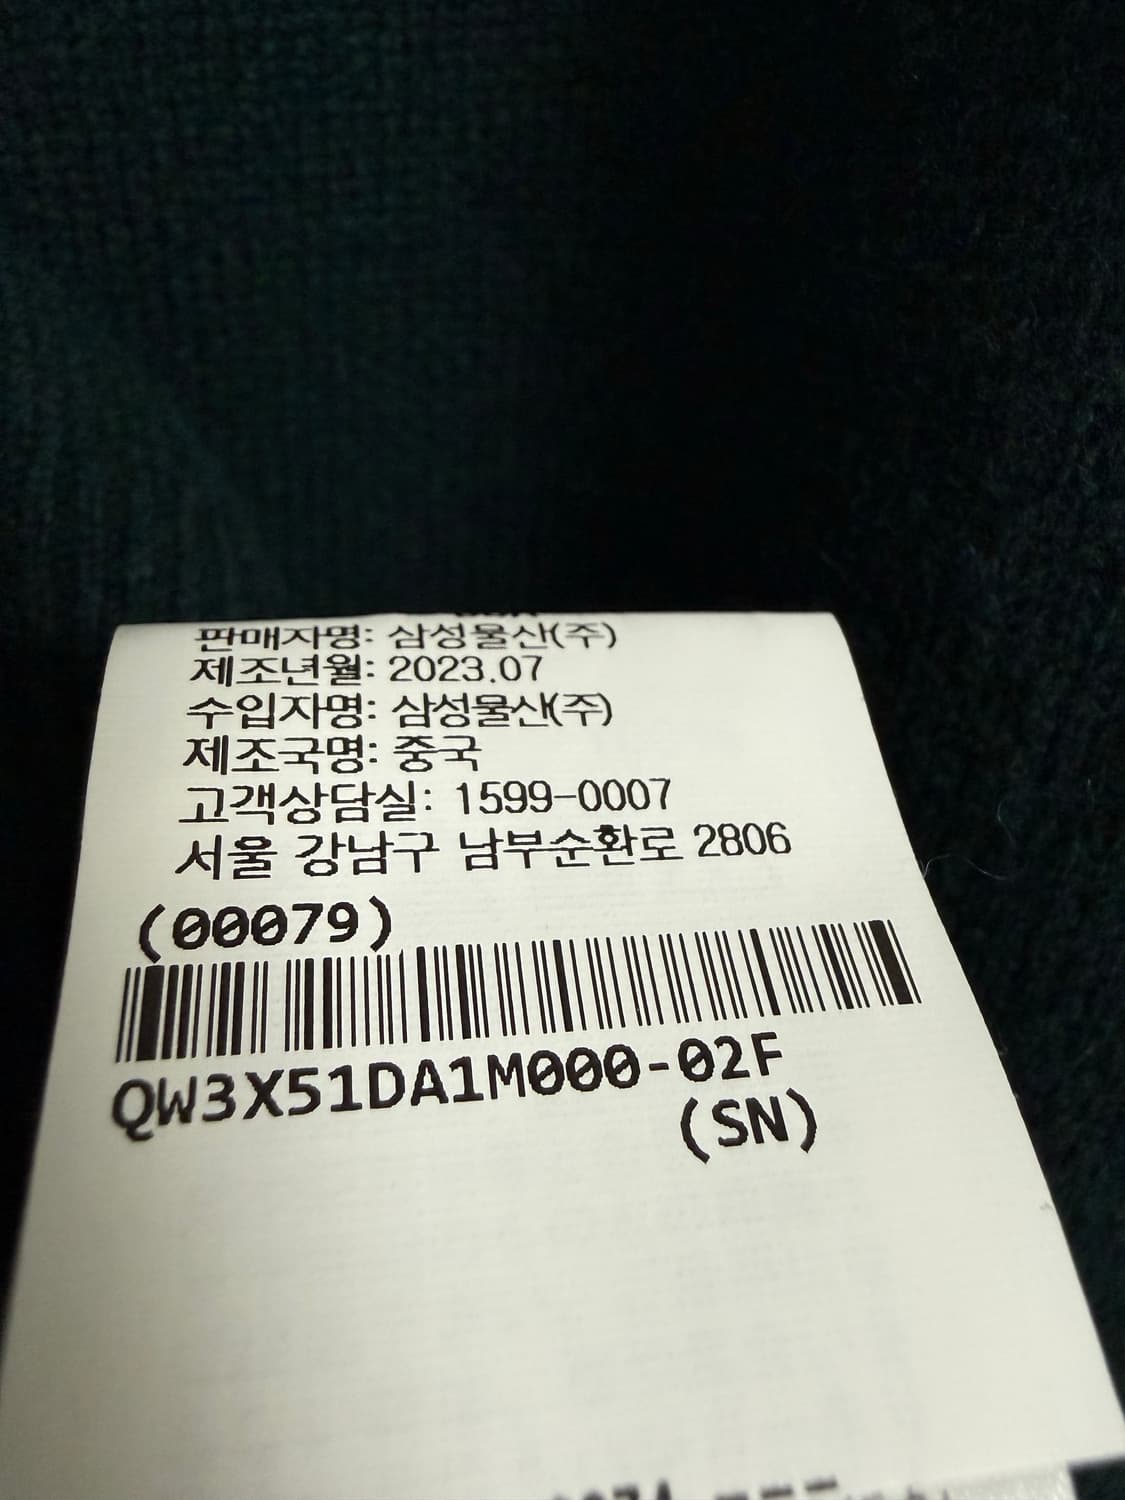 판매자명: 삼성물산(주)
제조년월: 2023.07
수입자명: 삼성물산(주)
제조국명: 중국
고객상담실: 1599-0007
서울 강남구 남부순환로 2806
(00079)
QW3X51DA1M000-02F
(SN)